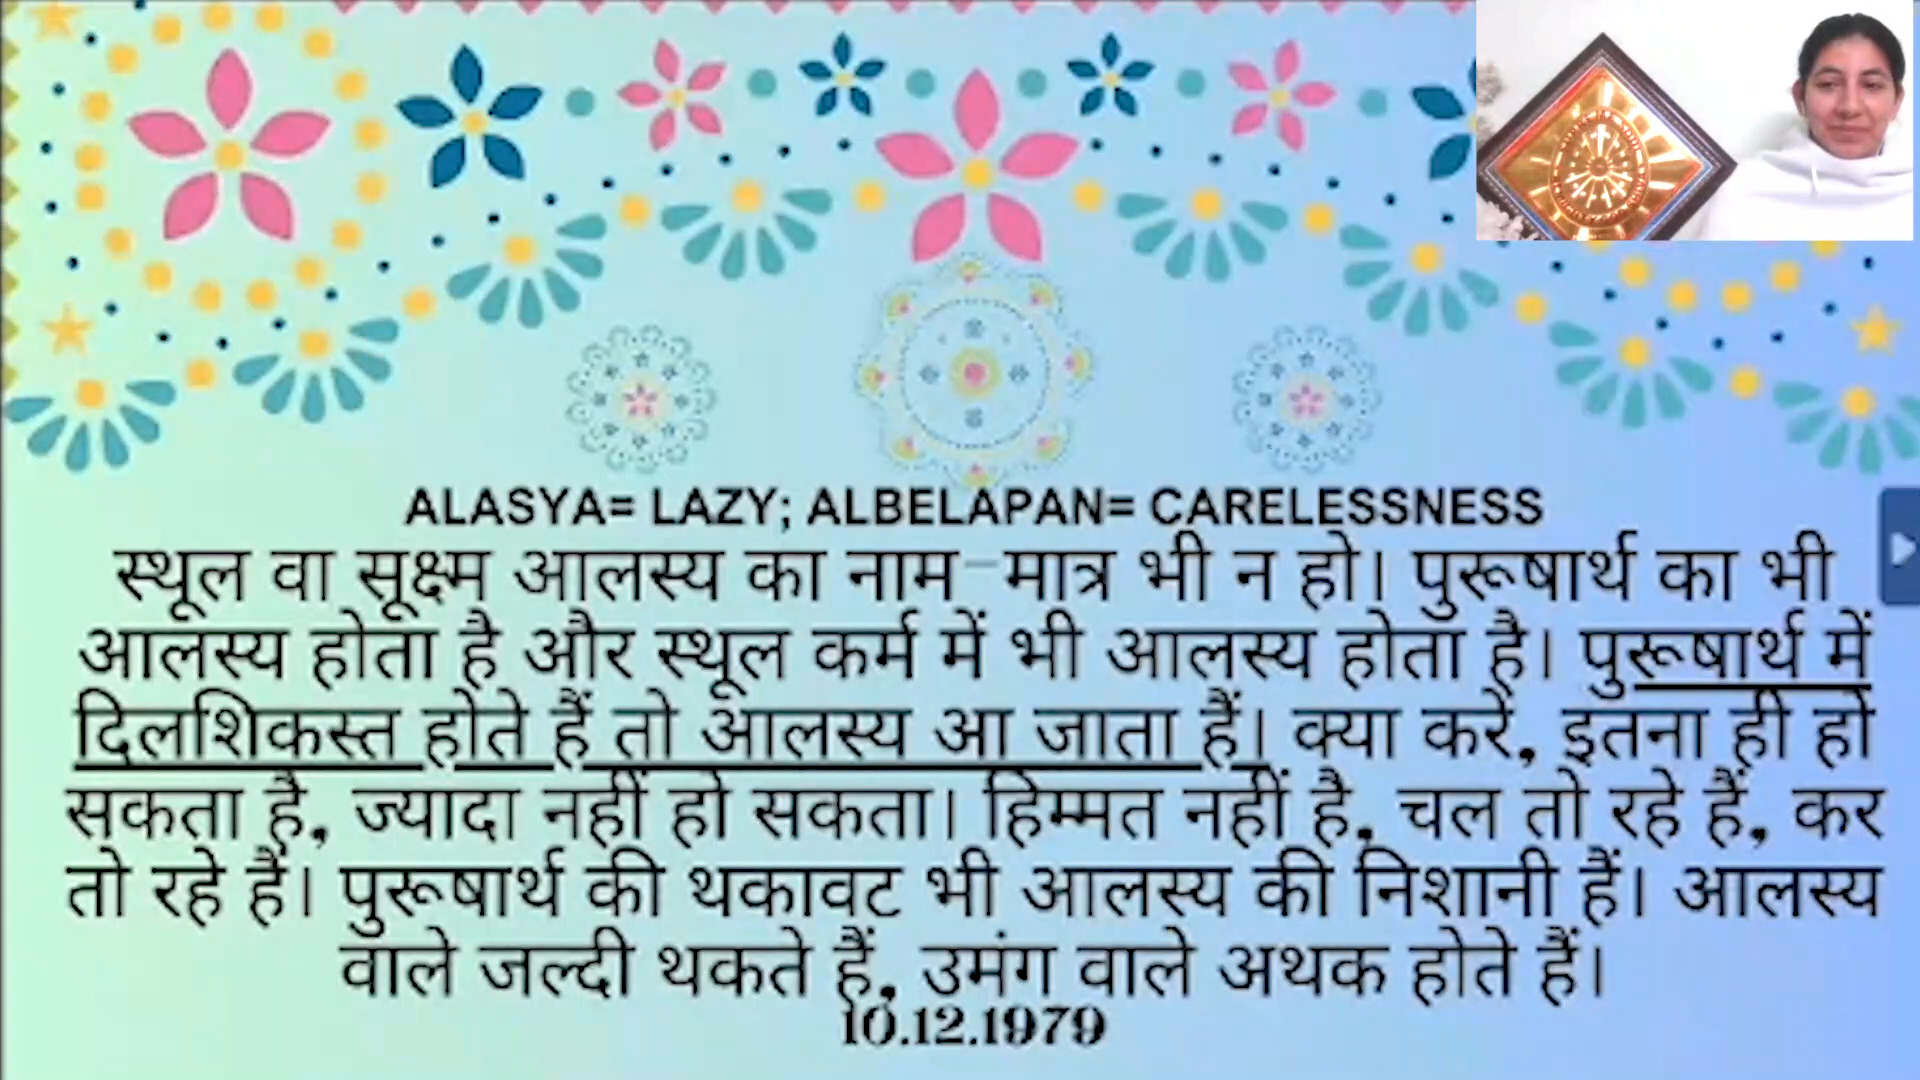 ALASYA= LAZY; ALBELAPAN= CARELESSNESS
स्थूल वा सूक्ष्म आलस्य का नाम-मात्र भी न हो। पुरूषार्थ का भी
आलस्य होता है और स्थूल कर्म में भी आलस्य होता है। पुरूषार्थ में
दिलशिकस्त होते हैं तो आलस्य आ जाता हैं। क्या करें, इतना ही हो
सकता है, ज्यादा नहीं हो सकता। हिम्मत नहीं है, चल तो रहे हैं, कर
तो रहे हैं। पुरूषार्थ की थकावट भी आलस्य की निशानी हैं। आलस्य
वाले जल्दी थकते हैं, उमंग वाले अथक होते हैं।
10.12.1979